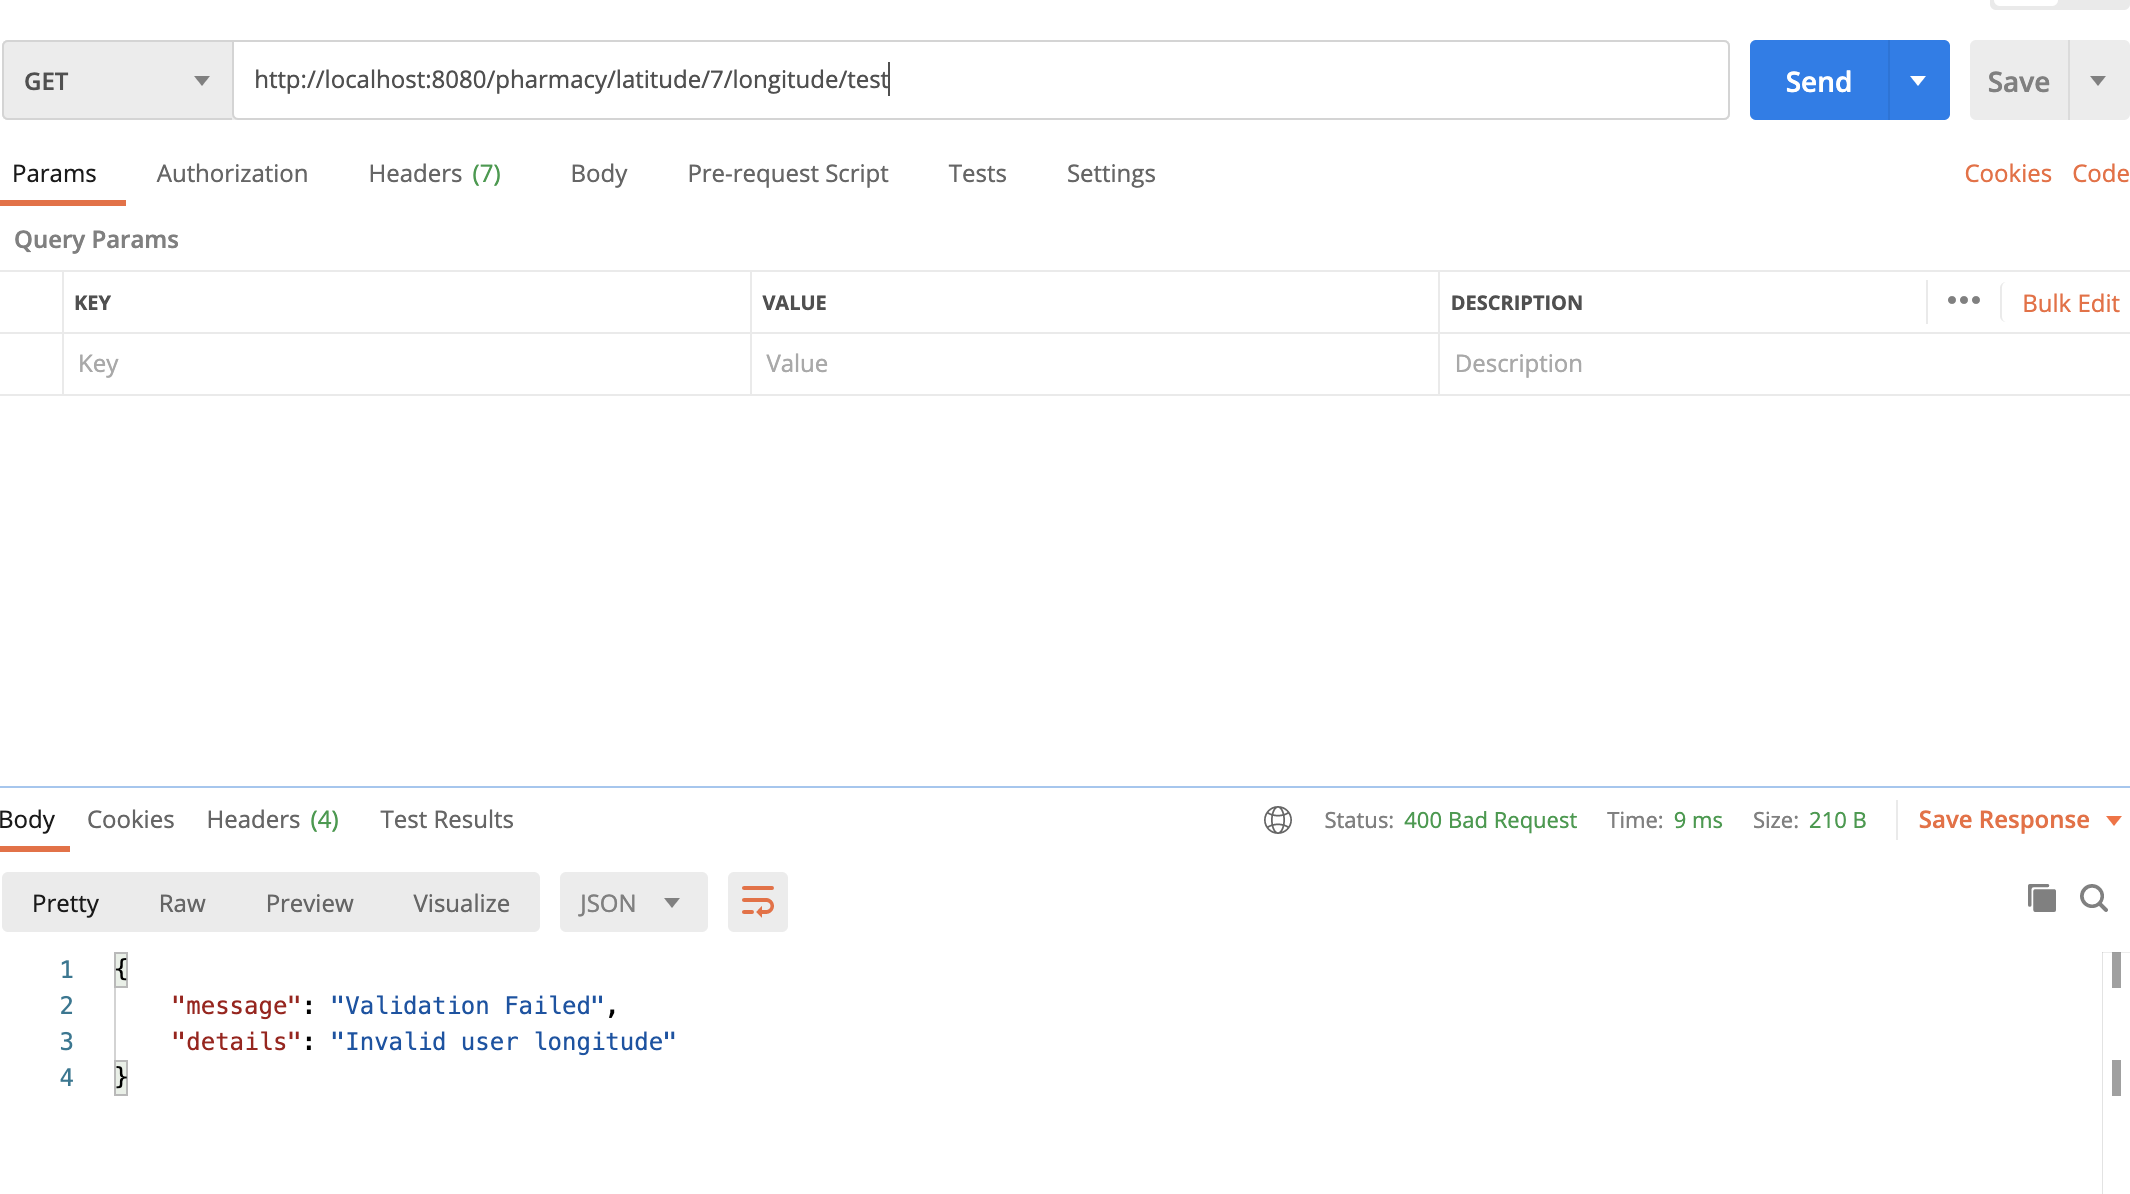 GET http://localhost:8080/pharmacy/latitude/7/longitude/test Send Save
Params Authorization Headers (7) Body Pre-request Script Tests Settings Cookies Code
Query Params
KEY VALUE DESCRIPTION ••• Bulk Edit
Key Value Description
Body Cookies Headers (4) Test Results Status: 400 Bad Request Time: 9 ms Size: 210 B Save Response
Pretty Raw Preview Visualize JSON
1 {
2 "message": "Validation Failed",
3 "details": "Invalid user longitude"
4 }